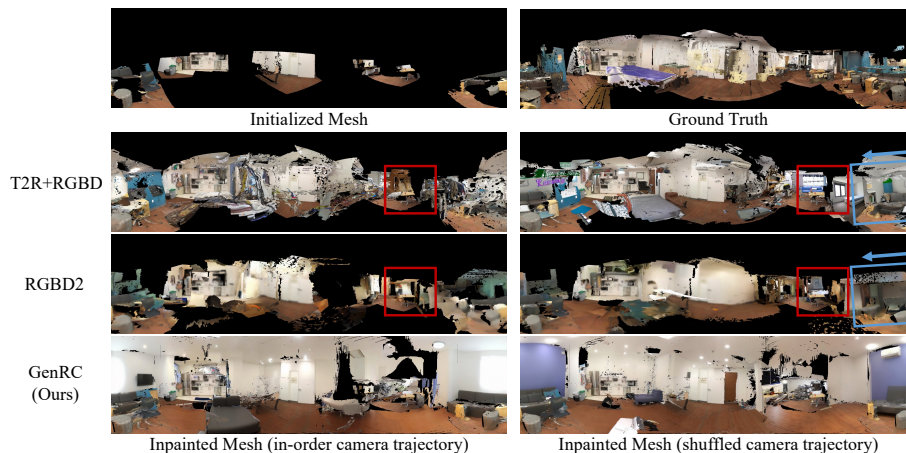 Initialized Mesh
Ground Truth
T2R+RGBD
RGBD2
GenRC
(Ours)
Inpainted Mesh (in-order camera trajectory)
Inpainted Mesh (shuffled camera trajectory)